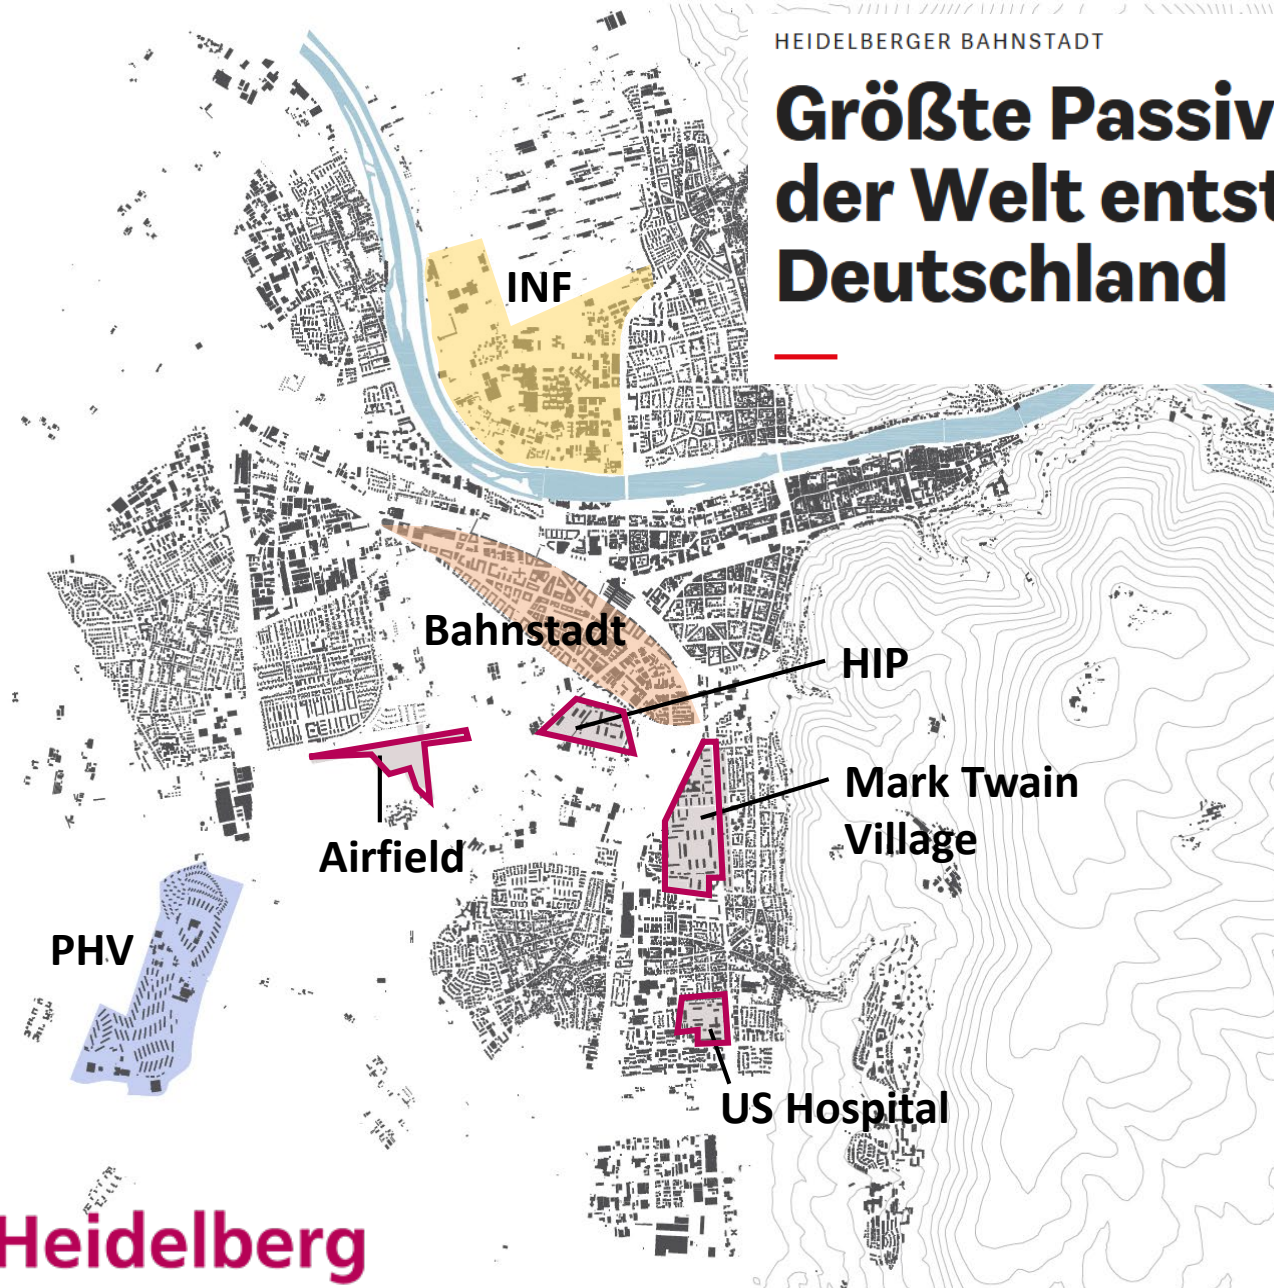 HEIDELBERGER BAHNSTADT
Größte Passiv
der Welt entst
Deutschland
INF
Bahnstadt
HIP
Mark Twain
Village
Airfield
PHV
US Hospital
Heidelberg